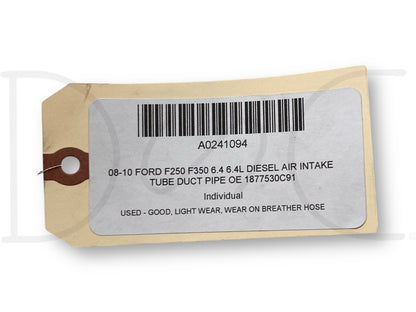 A0241094
08-10 FORD F250 F350 6.4 6.4L DIESEL AIR INTAKE
TUBE DUCT PIPE OE 1877530C91
Individual
USED - GOOD, LIGHT WEAR, WEAR ON BREATHER HOSE